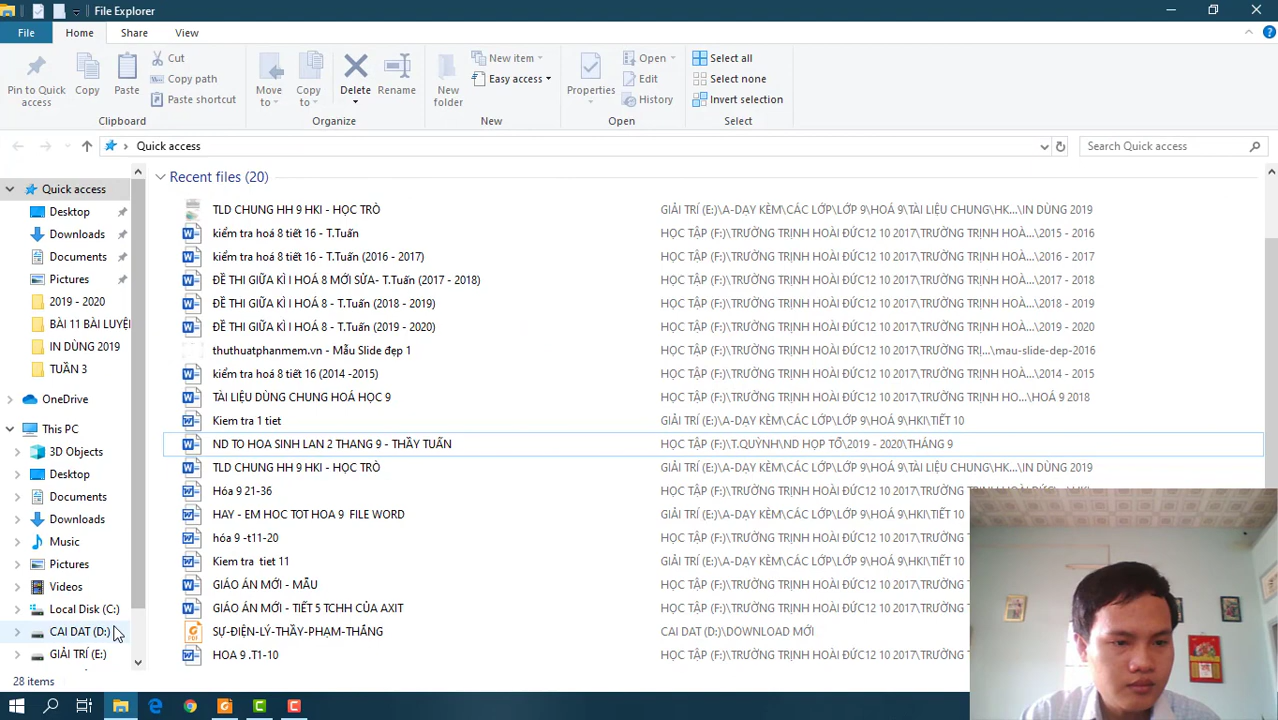 File Explorer
File Home Share View
Pin to Quick access
Copy
Paste
Cut
Copy path
Paste shortcut
Clipboard
Move to
Copy to
Delete
Rename
Organize
New folder
New item
Easy access
New
Properties
Open
Edit
History
Open
Select all
Select none
Invert selection
Select
Quick access
Search Quick access
Quick access
Desktop
Downloads
Documents
Pictures
2019 - 2020
BÀI 11 BÀI LUYỆ
IN DÙNG 2019
TUẦN 3
OneDrive
This PC
3D Objects
Desktop
Documents
Downloads
Music
Pictures
Videos
Local Disk (C:)
CAI DAT (D:)
GIẢI TRÍ (E:)
Recent files (20)
TLD CHUNG HH 9 HKI - HỌC TRÒ GIẢI TRÍ (E:)\A-DẠY KÈM\CÁC LỚP\LỚP 9\HOÁ 9\TÀI LIỆU CHUNG\HK...\IN DÙNG 2019
kiểm tra hoá 8 tiết 16 - T.Tuấn HỌC TẬP (F:)\TRƯỜNG TRỊNH HOÀI ĐỨC12 10 2017\TRƯỜNG TRỊNH HOÀ...\2015 - 2016
kiểm tra hoá 8 tiết 16 - T.Tuấn (2016 - 2017) HỌC TẬP (F:)\TRƯỜNG TRỊNH HOÀI ĐỨC12 10 2017\TRƯỜNG TRỊNH HOÀ...\2016 - 2017
ĐỀ THI GIỮA KÌ I HOÁ 8 MỚI SỬA- T.Tuấn (2017 - 2018) HỌC TẬP (F:)\TRƯỜNG TRỊNH HOÀI ĐỨC12 10 2017\TRƯỜNG TRỊNH HOÀ...\2017 - 2018
ĐỀ THI GIỮA KÌ I HOÁ 8 - T.Tuấn (2018 - 2019) HỌC TẬP (F:)\TRƯỜNG TRỊNH HOÀI ĐỨC12 10 2017\TRƯỜNG TRỊNH HOÀ...\2018 - 2019
ĐỀ THI GIỮA KÌ I HOÁ 8 - T.Tuấn (2019 - 2020) HỌC TẬP (F:)\TRƯỜNG TRỊNH HOÀI ĐỨC12 10 2017\TRƯỜNG TRỊNH HOÀ...\2019 - 2020
thuthuatphanmem.vn - Mẫu Slide đẹp 1 HỌC TẬP (F:)\TRƯỜNG TRỊNH HOÀI ĐỨC12 10 2017\TRƯỜNG TRỊ...\mau-slide-dep-2016
kiểm tra hoá 8 tiết 16 (2014 -2015) HỌC TẬP (F:)\TRƯỜNG TRỊNH HOÀI ĐỨC12 10 2017\TRƯỜNG TRỊNH HOÀ...\2014 - 2015
TÀI LIỆU DÙNG CHUNG HOÁ HỌC 9 HỌC TẬP (F:)\TRƯỜNG TRỊNH HOÀI ĐỨC12 10 2017\TRƯỜNG TRỊNH HO...\HOÁ 9 2018
Kiem tra 1 tiet GIẢI TRÍ (E:)\A-DẠY KÈM\CÁC LỚP\LỚP 9\HOÁ 9\HKI\TIẾT 10
ND TO HOA SINH LAN 2 THANG 9 - THẦY TUẤN HỌC TẬP (F:)\T.QUỲNH\ND HỌP TỔ\2019 - 2020\THÁNG 9
TLD CHUNG HH 9 HKI - HỌC TRÒ GIẢI TRÍ (E:)\A-DẠY KÈM\CÁC LỚP\LỚP 9\HOÁ 9\TÀI LIỆU CHUNG\HK...\IN DÙNG 2019
Hóa 9 21-36 HỌC TẬP (F:)\TRƯỜNG TRỊNH HOÀI ĐỨC12 10 2017\TRƯỜNG TRỊNH HOÀI
HAY - EM HOC TOT HOA 9 FILE WORD GIẢI TRÍ (E:)\A-DẠY KÈM\CÁC LỚP\LỚP 9\HOÁ 9\HKI\TIẾT 10
hóa 9 -t11-20 HỌC TẬP (F:)\TRƯỜNG TRỊNH HOÀI ĐỨC12 10 2017
Kiem tra tiet 11 GIẢI TRÍ (E:)\A-DẠY KÈM\CÁC LỚP\LỚP 9\HOÁ 9\HKI\TIẾT 10
GIÁO ÁN MỚI - MẪU HỌC TẬP (F:)\TRƯỜNG TRỊNH HOÀI ĐỨC12 10 2017
GIÁO ÁN MỚI - TIẾT 5 TCHH CỦA AXIT HỌC TẬP (F:)\TRƯỜNG TRỊNH HOÀI ĐỨC12 10 2017
SỰ-ĐIỆN-LÝ-THẦY-PHẠM-THẮNG CAI DAT (D:)\DOWNLOAD MỚI
HOA 9 .T1-10 HỌC TẬP (F:)\TRƯỜNG TRỊNH HOÀI ĐỨC12 10 2017
28 items